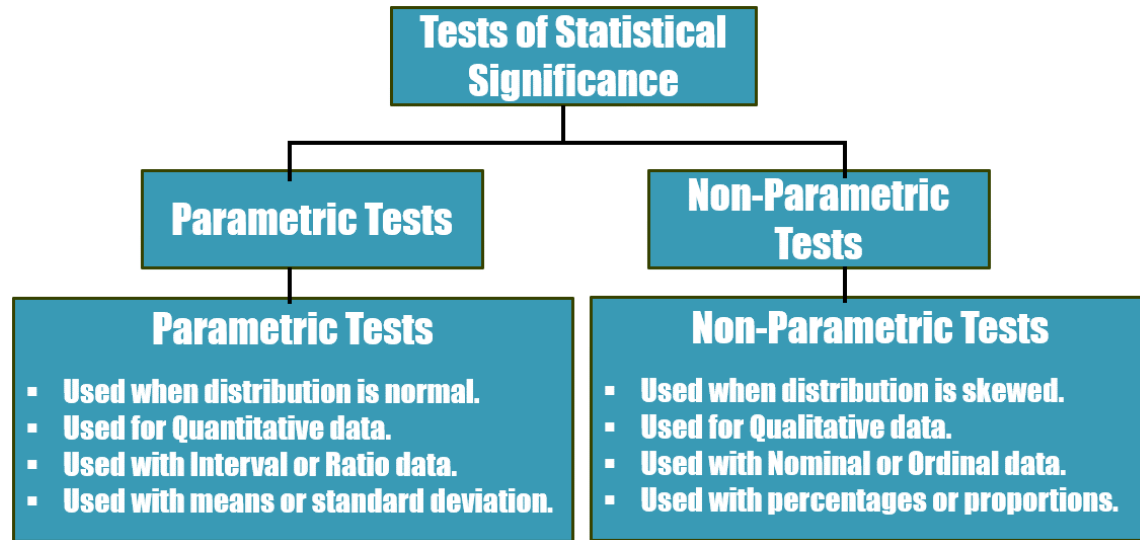 Tests of Statistical
Significance
Parametric Tests
Non-Parametric
Tests
Parametric Tests
▪ Used when distribution is normal.
▪ Used for Quantitative data.
▪ Used with Interval or Ratio data.
▪ Used with means or standard deviation.
Non-Parametric Tests
▪ Used when distribution is skewed.
▪ Used for Qualitative data.
▪ Used with Nominal or Ordinal data.
▪ Used with percentages or proportions.